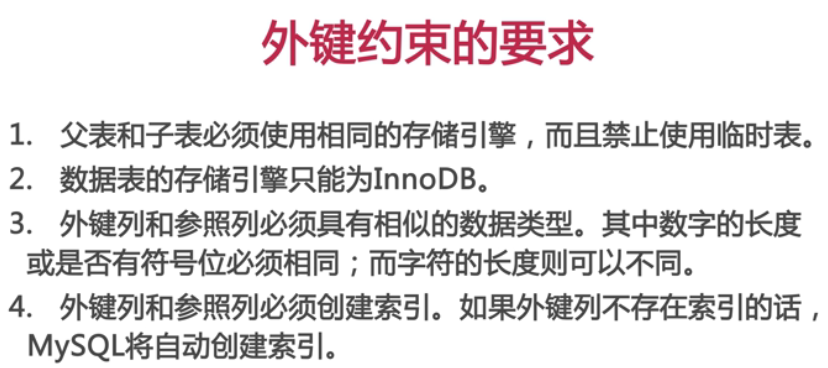 外键约束的要求
1. 父表和子表必须使用相同的存储引擎，而且禁止使用临时表。
2. 数据表的存储引擎只能为InnoDB。
3. 外键列和参照列必须具有相似的数据类型。其中数字的长度
或是否有符号位必须相同；而字符的长度则可以不同。
4. 外键列和参照列必须创建索引。如果外键列不存在索引的话，
MySQL将自动创建索引。